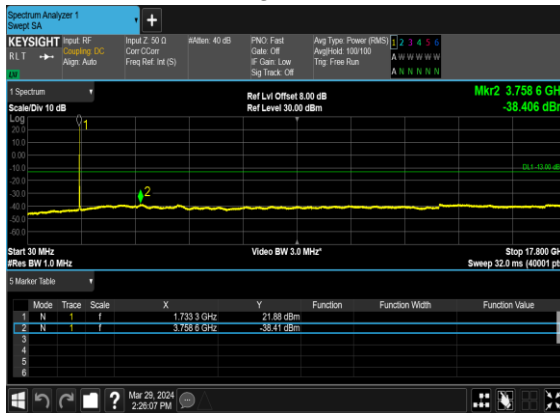 Spectrum Analyzer 1
Swept SA
KEYSIGHT Input: RF Input Z: 50 Ω #Atten: 40 dB PNO: Fast Avg Type: Power (RMS) 1 2 3 4 5 6
RLT Coupling: DC Corr CCorr Gate: Off Avg|Hold: 100/100 A W W W W W
Align: Auto Freq Ref: Int (S) IF Gain: Low Trig: Free Run
Sig Track: Off A N N N N N
1 Spectrum Mkr2 3.758 6 GH
Ref Lvl Offset 8.00 dB
Scale/Div 10 dB Ref Level 30.00 dBm -38.406 dBr
Log
20.0 1
10.0
0.00
-10.0 DL1 -13.00 dB
-20.0
-30.0 2
-40.0
-50.0
-60.0
Start 30 MHz Video BW 3.0 MHz* Stop 17.800 GH
#Res BW 1.0 MHz Sweep 32.0 ms (40001 pt
5 Marker Table
Mode Trace Scale X Y Function Function Width Function Value
1 N 1 f 1.733 3 GHz 21.88 dBm
2 N 1 f 3.758 6 GHz -38.41 dBm
3
4
5
6
? Mar 29, 2024
2:26:07 PM